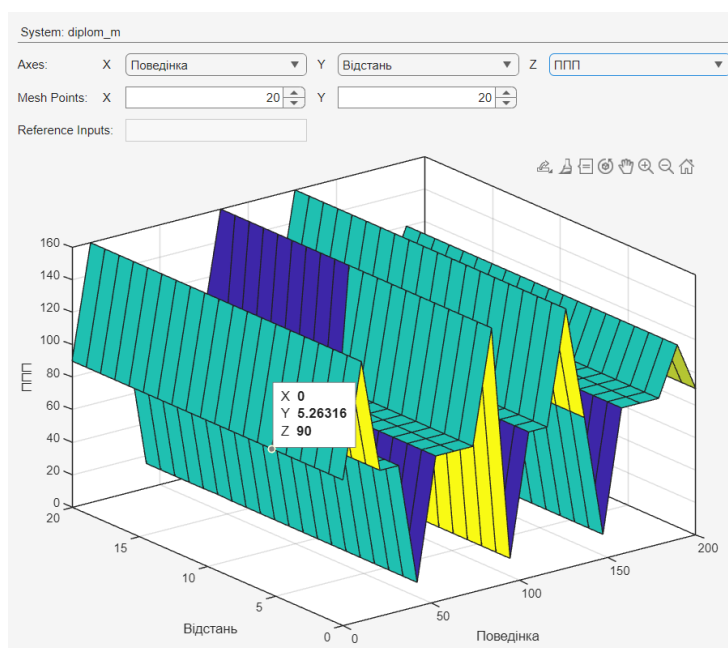 System: diplom_m
Axes: X Поведінка Y Відстань Z ППП
Mesh Points: X 20 Y 20
Reference Inputs:
160
140
120
100
80
60
40
20
0
ППП
X 0
Y 5.26316
Z 90
20
15
10
5
0
Відстань
0
50
100
150
200
Поведінка